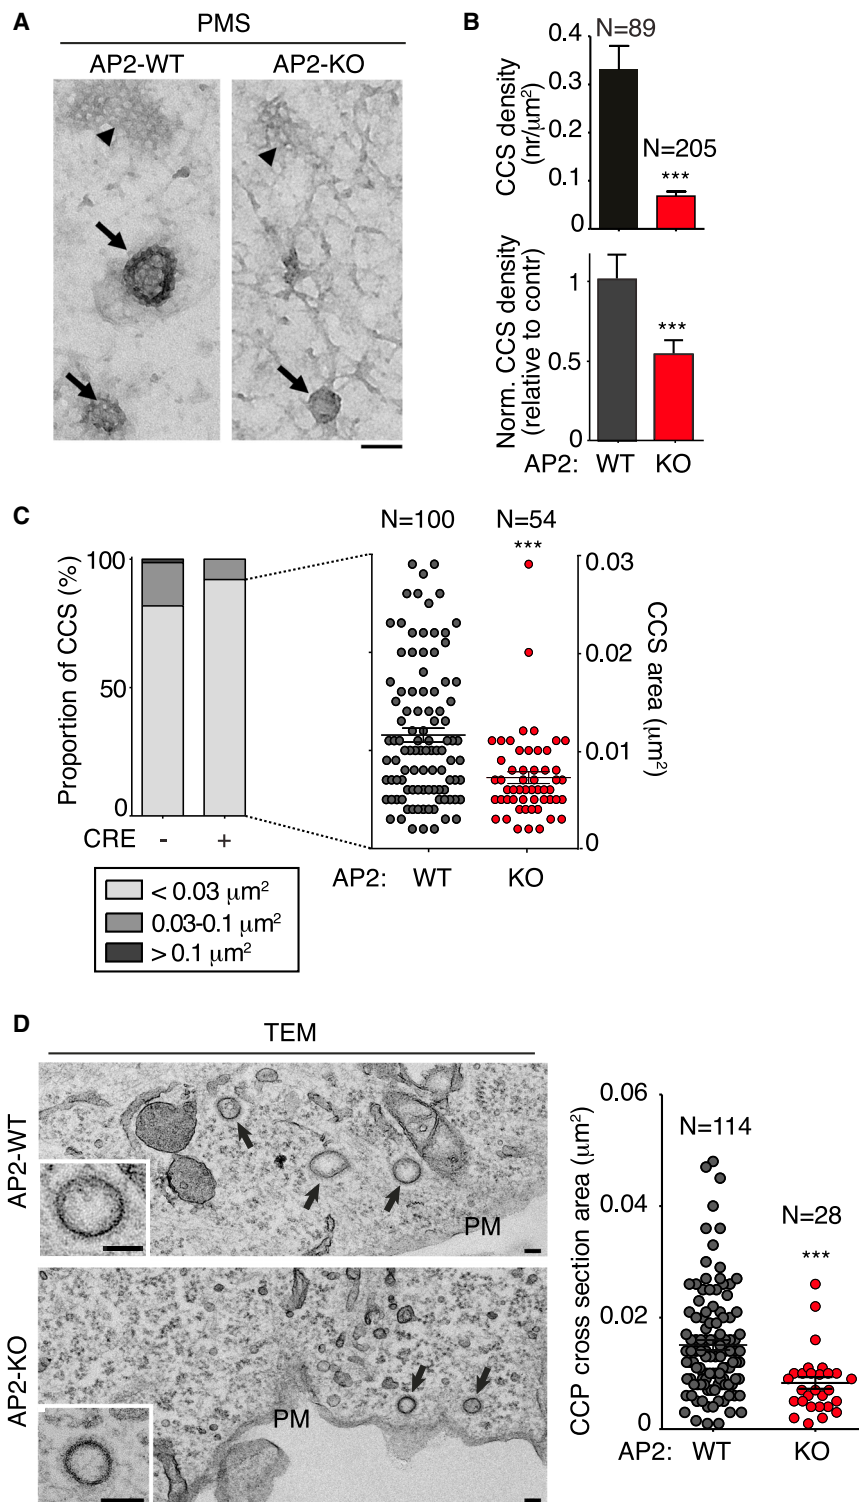 A
PMS
AP2-WT
AP2-KO
B
N=89
0.4
0.3
0.2
0.1
0
CCS density
(nr/μm²)
N=205
***
1
0.5
0
Norm. CCS density
(relative to contr)
***
AP2: WT KO
C
N=100
N=54
***
100
50
0
Proportion of CCS (%)
CRE - +
0.03
0.02
0.01
0
CCS area (μm²)
AP2: WT KO
< 0.03 μm²
0.03-0.1 μm²
> 0.1 μm²
D
TEM
AP2-WT
PM
AP2-KO
PM
0.06
0.04
0.02
0
CCP cross section area (μm²)
N=114
N=28
***
AP2: WT KO